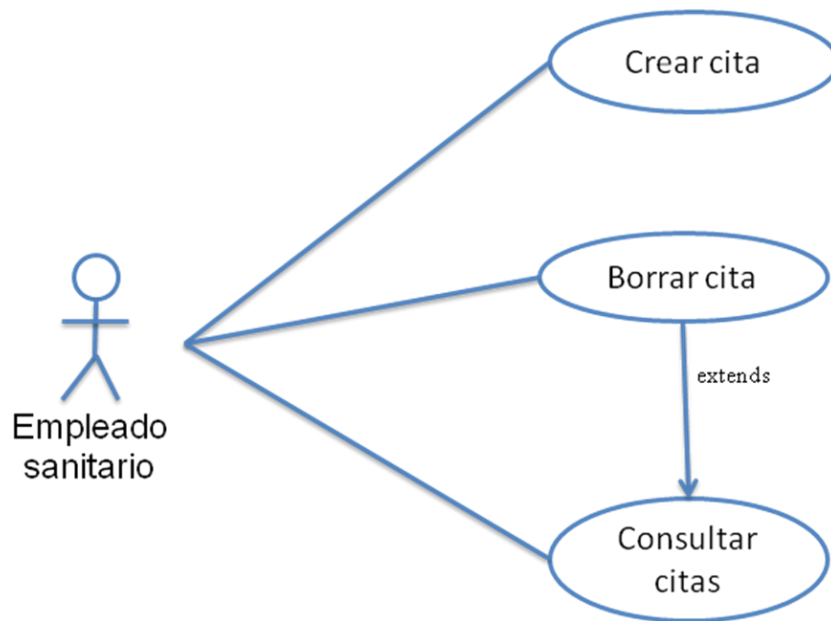 Crear cita
Borrar cita
extends
Empleado
sanitario
Consultar
citas